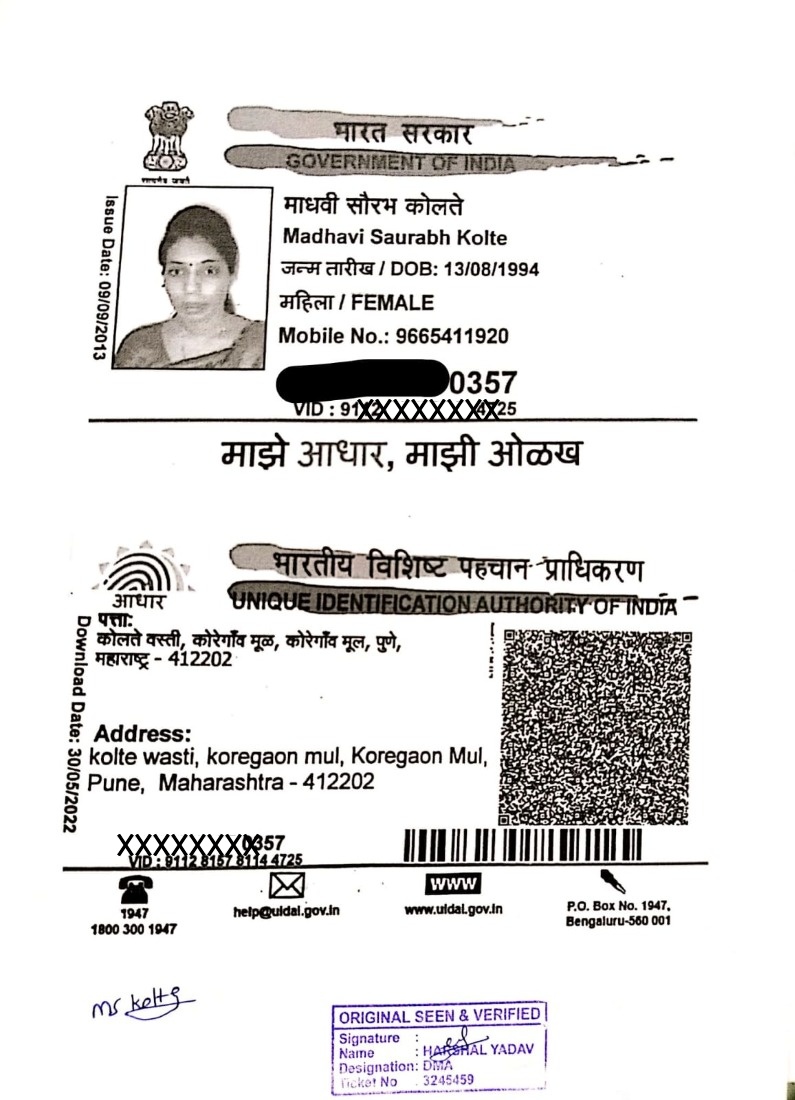 भारत सरकार
GOVERNMENT OF INDIA
सत्यमेव जयते
Issue Date: 09/09/2013
माधवी सौरभ कोलते
Madhavi Saurabh Kolte
जन्म तारीख / DOB: 13/08/1994
महिला / FEMALE
Mobile No.: 9665411920
0357
VID : 91XXXXXXXXX25
माझे आधार, माझी ओळख
भारतीय विशिष्ट पहचान प्राधिकरण
UNIQUE IDENTIFICATION AUTHORITY OF INDIA
आधार
Download Date: 30/05/2022
पत्ता:
कोलते वस्ती, कोरेगाँव मूळ, कोरेगाँव मूल, पुणे,
महाराष्ट्र - 412202
Address:
kolte wasti, koregaon mul, Koregaon Mul,
Pune, Maharashtra - 412202
XXXXXXXX0357
VID : 9112 8157 8114 4725
1947
1800 300 1947
help@uidai.gov.in
WWW
www.uidai.gov.in
P.O. Box No. 1947,
Bengaluru-560 001
ms kolte
ORIGINAL SEEN & VERIFIED
Signature :
Name : HARSHAL YADAV
Designation: DMA
Ticket No : 3245459